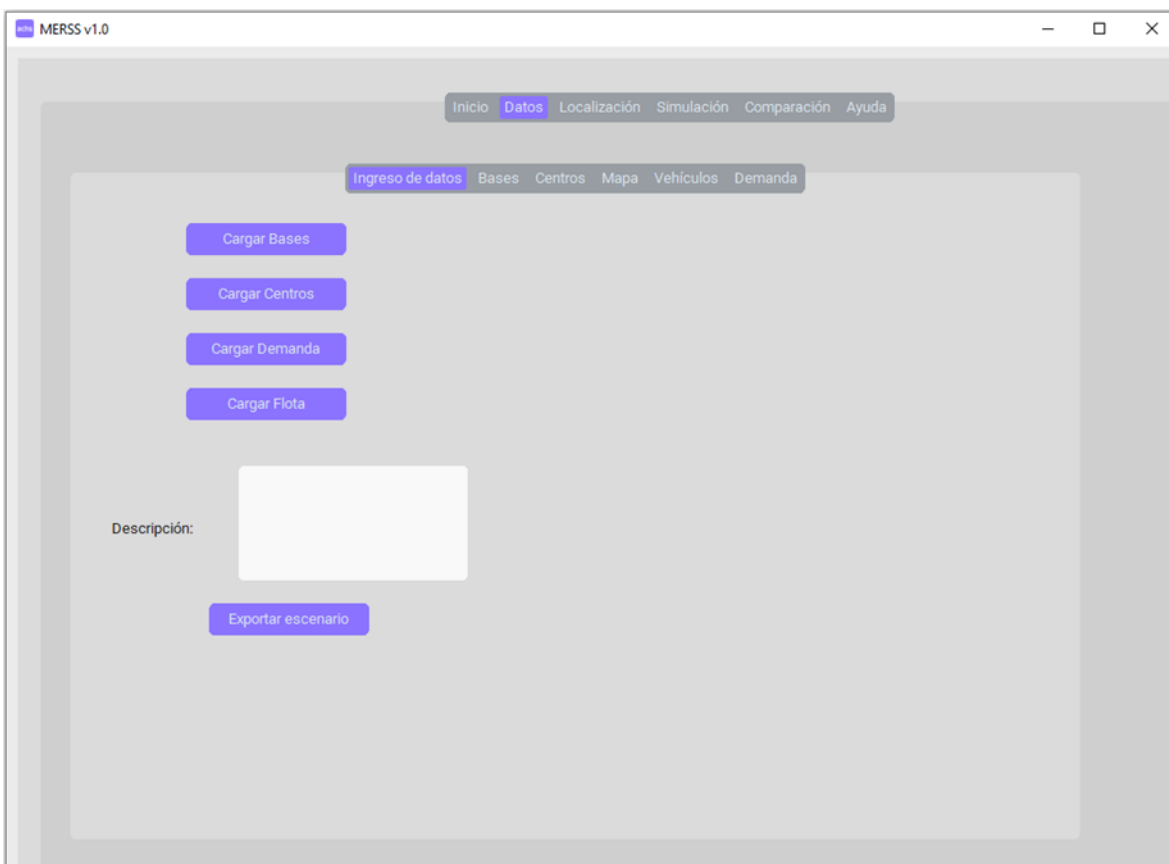 achs MERSS v1.0
Inicio Datos Localización Simulación Comparación Ayuda
Ingreso de datos Bases Centros Mapa Vehículos Demanda
Cargar Bases
Cargar Centros
Cargar Demanda
Cargar Flota
Descripción:
Exportar escenario